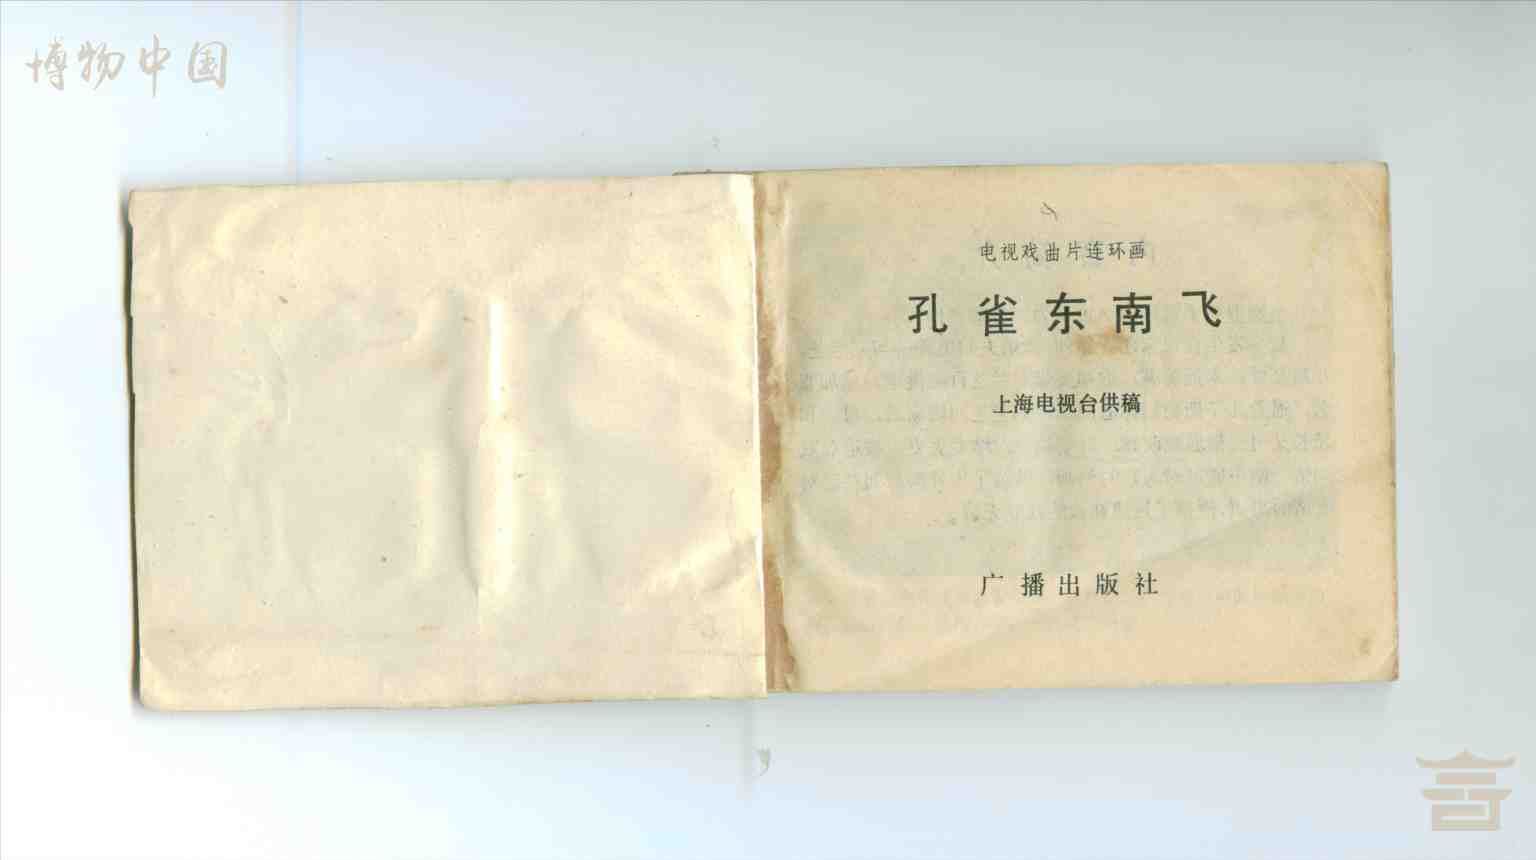 博物中国
电视戏曲片连环画
孔雀东南飞
上海电视台供稿
广播出版社